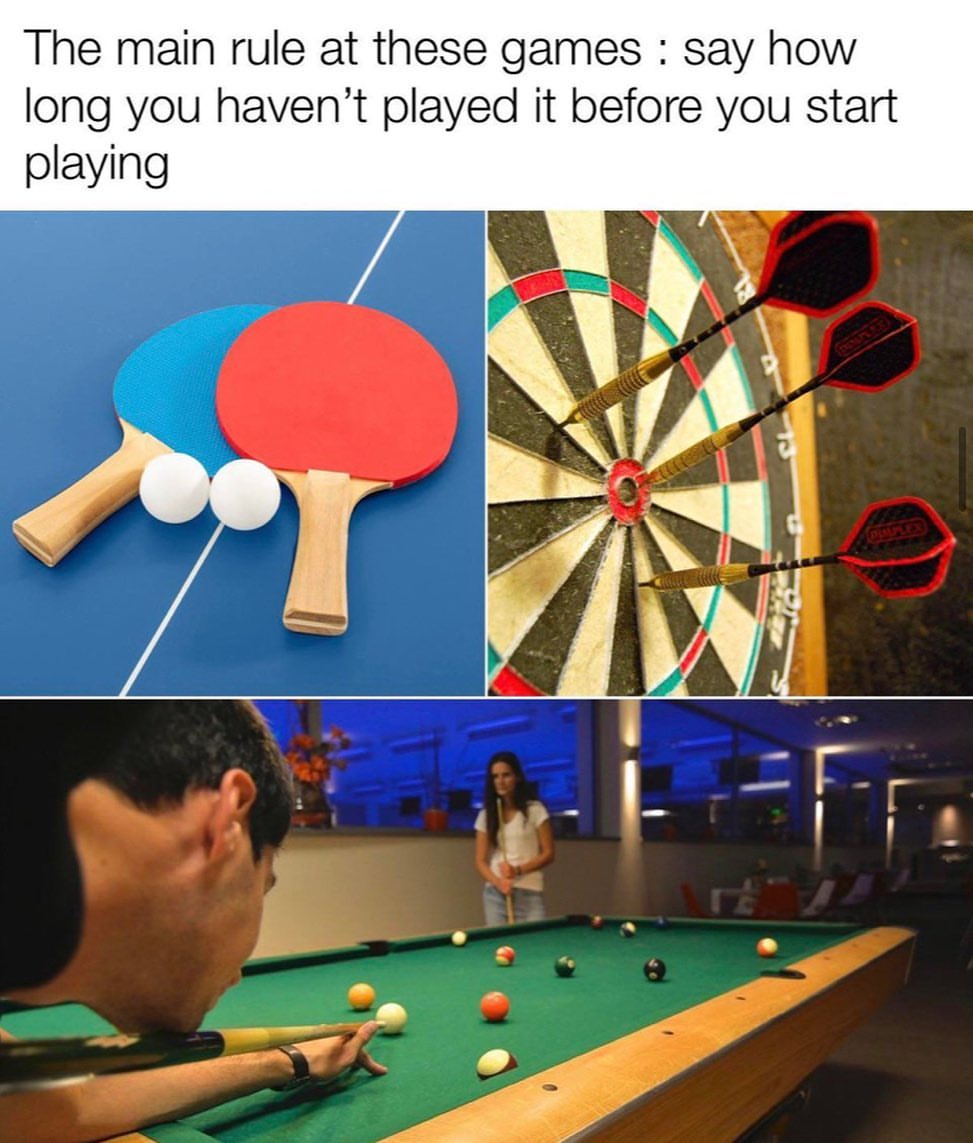 The main rule at these games : say how
long you haven’t played it before you start
playing